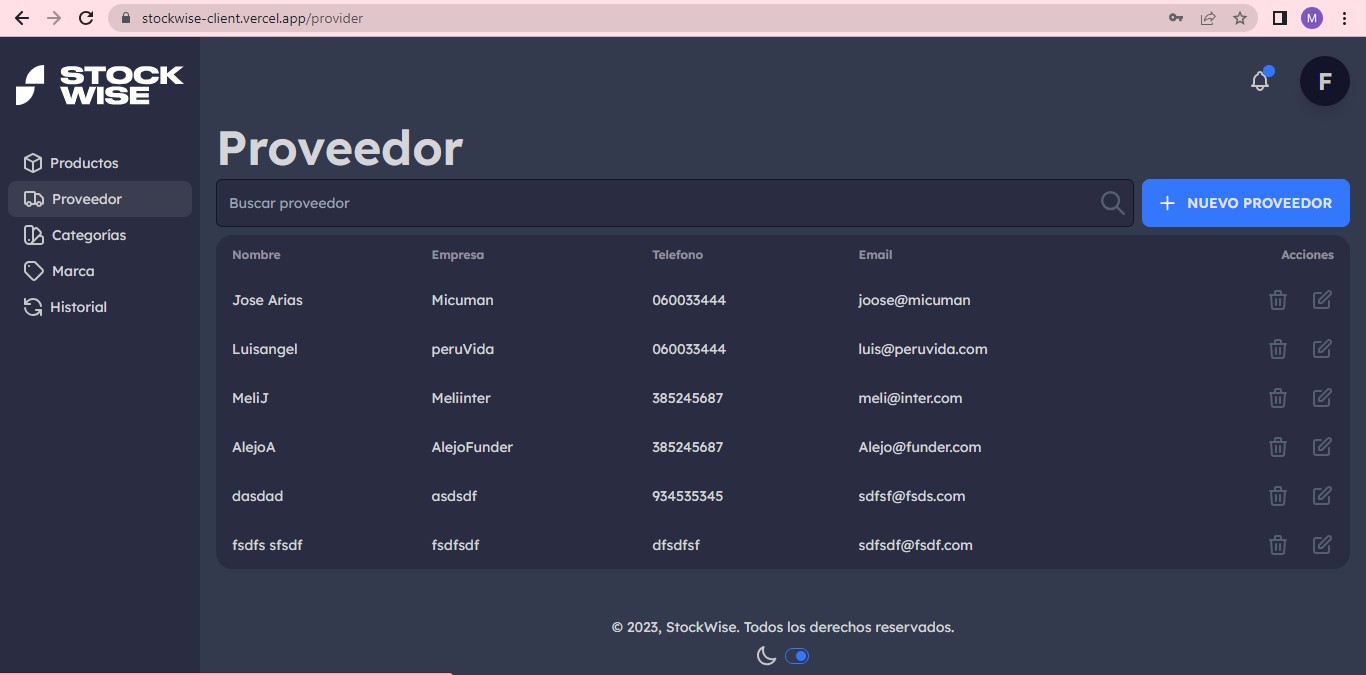 stockwise-client.vercel.app/provider
M
STOCK
WISE
F
Productos
Proveedor
Categorías
Marca
Historial
Proveedor
Buscar proveedor
NUEVO PROVEEDOR
Nombre Empresa Telefono Email Acciones
Jose Arias Micuman 060033444 joose@micuman
Luisangel peruVida 060033444 luis@peruvida.com
MeliJ Meliinter 385245687 meli@inter.com
AlejoA AlejoFunder 385245687 Alejo@funder.com
dasdad asdsdf 934535345 sdfsf@fsds.com
fsdfs sfsdf fsdfsdf dfsdfsf sdfsdf@fsdf.com
© 2023, StockWise. Todos los derechos reservados.